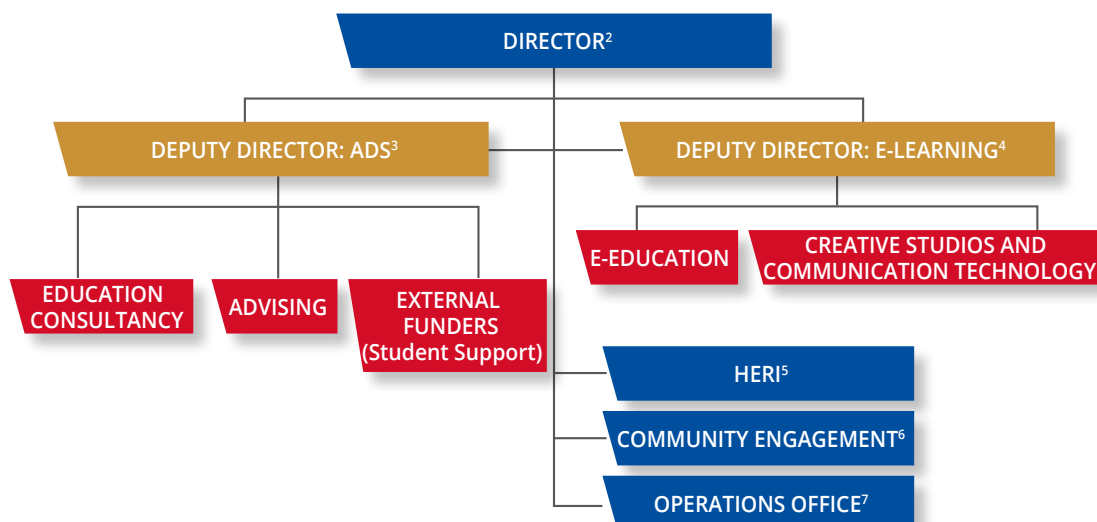 DIRECTOR²
DEPUTY DIRECTOR: ADS³
DEPUTY DIRECTOR: E-LEARNING⁴
E-EDUCATION
CREATIVE STUDIOS AND
COMMUNICATION TECHNOLOGY
EDUCATION
CONSULTANCY
ADVISING
EXTERNAL
FUNDERS
(Student Support)
HERI⁵
COMMUNITY ENGAGEMENT⁶
OPERATIONS OFFICE⁷